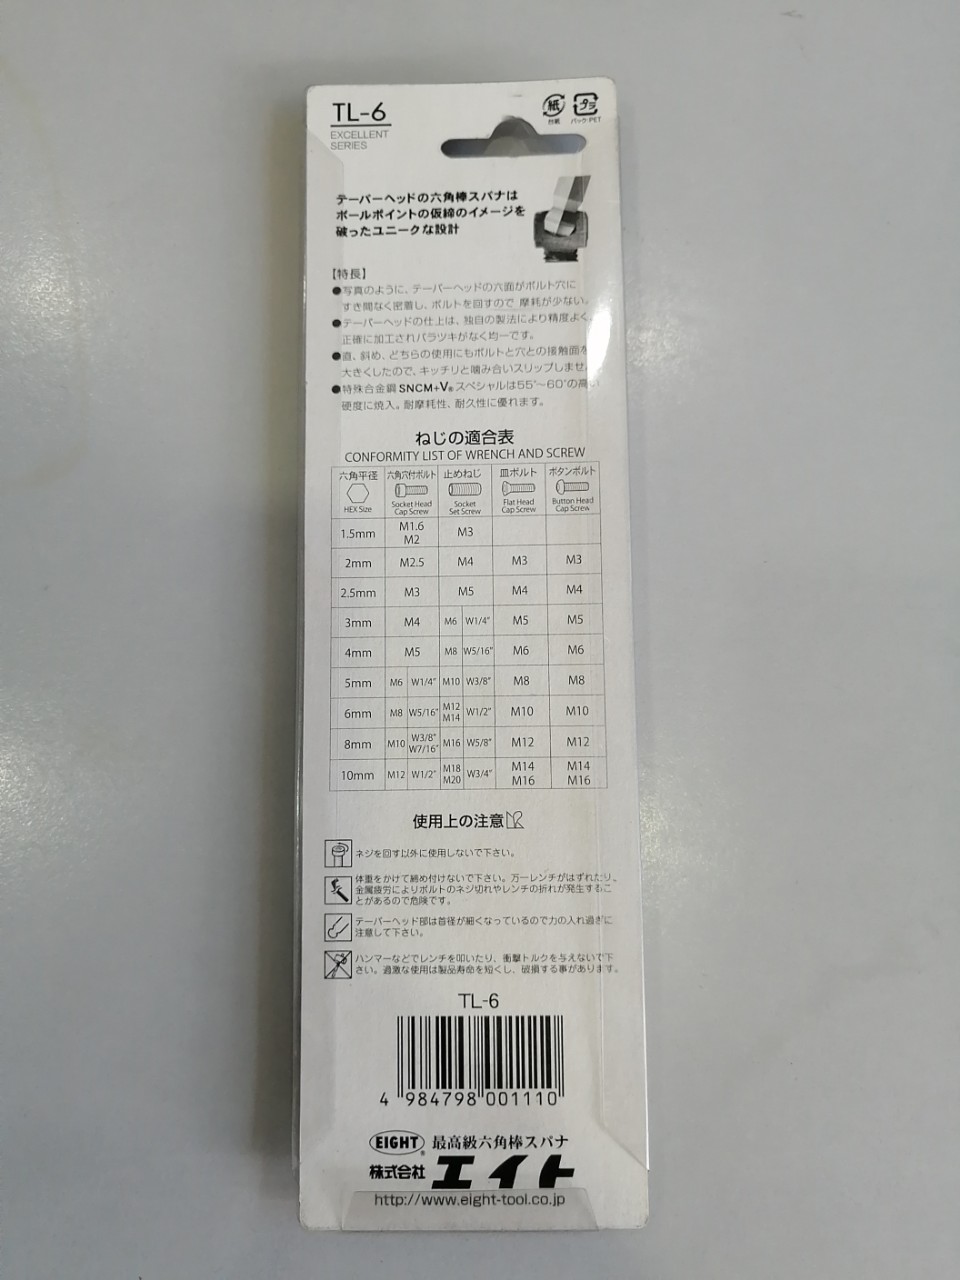 TL-6
EXCELLENT
SERIES
紙
台紙
プラ
パック PET
テーパーヘッドの六角棒スパナは
ボールポイントの仮締のイメージを
破ったユニークな設計
【特長】
●写真のように、テーパーヘッドの六面がボルト穴に
すき間なく密着し、ボルトを回すので 摩耗が少ない。
●テーパーヘッドの仕上は、独自の製法により精度よく、
正確に加工されバラツキがなく均一です。
●直、斜め、どちらの使用にもボルトと穴との接触面を
大きくしたので、キッチリと噛み合いスリップしません
●特殊合金鋼SNCM+V®スペシャルは55°〜60°の高い
硬度に焼入。耐摩耗性、耐久性に優れます。
ねじの適合表
CONFORMITY LIST OF WRENCH AND SCREW
六角平径 六角穴付ボルト 止めねじ 皿ボルト ボタンボルト
HEX Size Socket Head Cap Screw Socket Set Screw Flat Head Cap Screw Button Head Cap Screw
1.5mm M1.6 M2 M3
2mm M2.5 M4 M3 M3
2.5mm M3 M5 M4 M4
3mm M4 M6 W1/4" M5 M5
4mm M5 M8 W5/16" M6 M6
5mm M6 W1/4" M10 W3/8" M8 M8
6mm M8 W5/16" M12 M14 W1/2" M10 M10
8mm M10 W3/8" W7/16" M16 W5/8" M12 M12
10mm M12 W1/2" M18 M20 W3/4" M14 M16 M14 M16
使用上の注意
ネジを回す以外に使用しないで下さい。
体重をかけて締め付けないで下さい。万一レンチがはずれたり、
金属疲労によりボルトのネジ切れやレンチの折れが発生するこ
とがあるので危険です。
テーパーヘッド部は首径が細くなっているので力の入れ過ぎに
注意して下さい。
ハンマーなどでレンチを叩いたり、衝撃トルクを与えないで下
さい。過激な使用は製品寿命を短くし、破損する事があります。
TL-6
4 984798 001110
EIGHT® 最高級六角棒スパナ
株式会社 エイト
http://www.eight-tool.co.jp